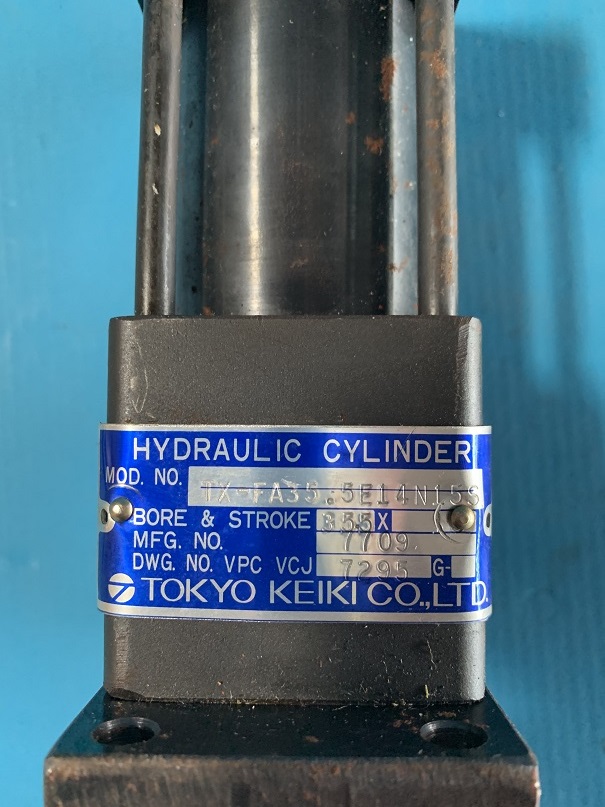 HYDRAULIC CYLINDER
MOD. NO. TX-FA35.5E14N15S
BORE & STROKE X
MFG. NO. 7709.
DWG. NO. VPC VCJ 7295 G-
TOKYO KEIKI CO.,LTD.